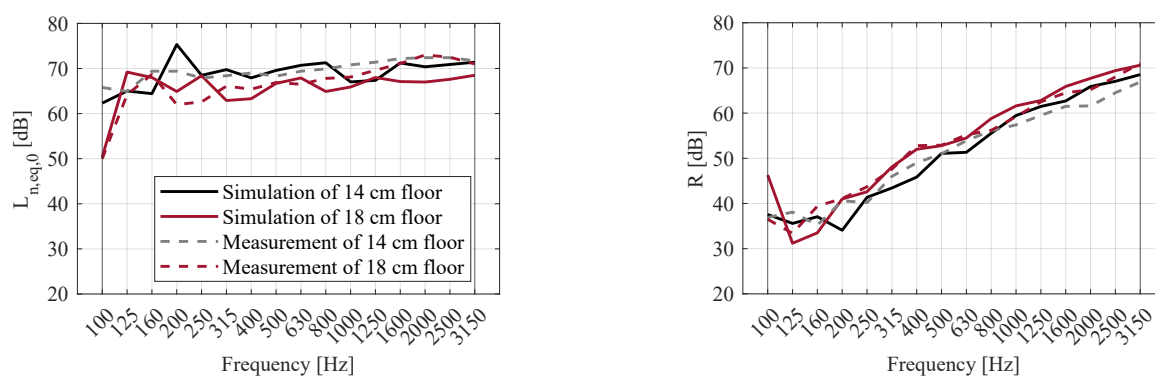 80
70
60
50
40
30
20
L_{n,eq,0} [dB]
Simulation of 14 cm floor
Simulation of 18 cm floor
Measurement of 14 cm floor
Measurement of 18 cm floor
100 125 160 200 250 315 400 500 630 800 1000 1250 1600 2000 2500 3150
Frequency [Hz]
80
70
60
50
40
30
20
R [dB]
100 125 160 200 250 315 400 500 630 800 1000 1250 1600 2000 2500 3150
Frequency [Hz]